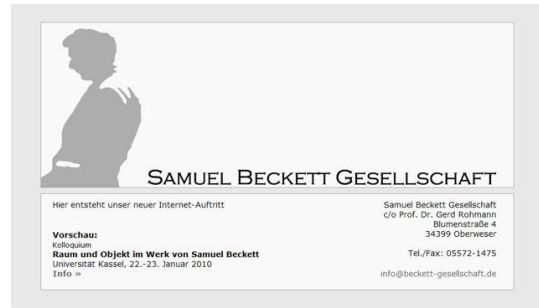 SAMUEL BECKETT GESELLSCHAFT
Hier entsteht unser neuer Internet-Auftritt
Vorschau:
Kolloquium
Raum und Objekt im Werk von Samuel Beckett
Universität Kassel, 22.-23. Januar 2010
Info »
Samuel Beckett Gesellschaft
c/o Prof. Dr. Gerd Rohmann
Blumenstraße 4
34399 Oberweser
Tel./Fax: 05572-1475
info@beckett-gesellschaft.de